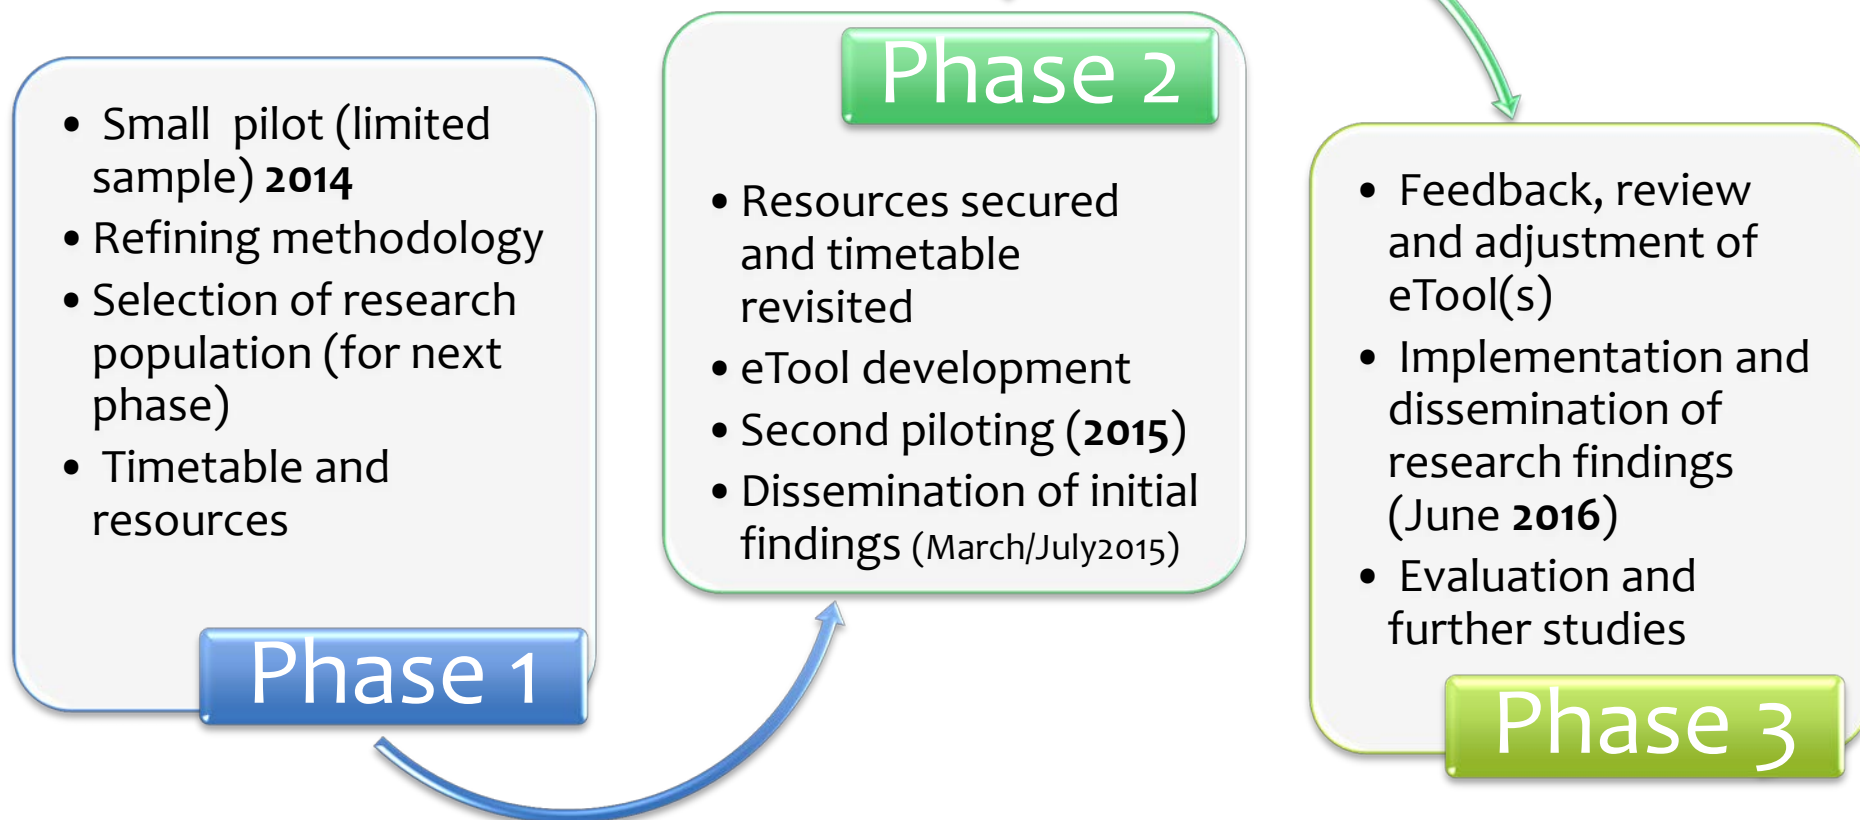 • Small pilot (limited
sample) 2014
• Refining methodology
• Selection of research
population (for next
phase)
• Timetable and
resources
Phase 1
Phase 2
• Resources secured
and timetable
revisited
• eTool development
• Second piloting (2015)
• Dissemination of initial
findings (March/July2015)
• Feedback, review
and adjustment of
eTool(s)
• Implementation and
dissemination of
research findings
(June 2016)
• Evaluation and
further studies
Phase 3